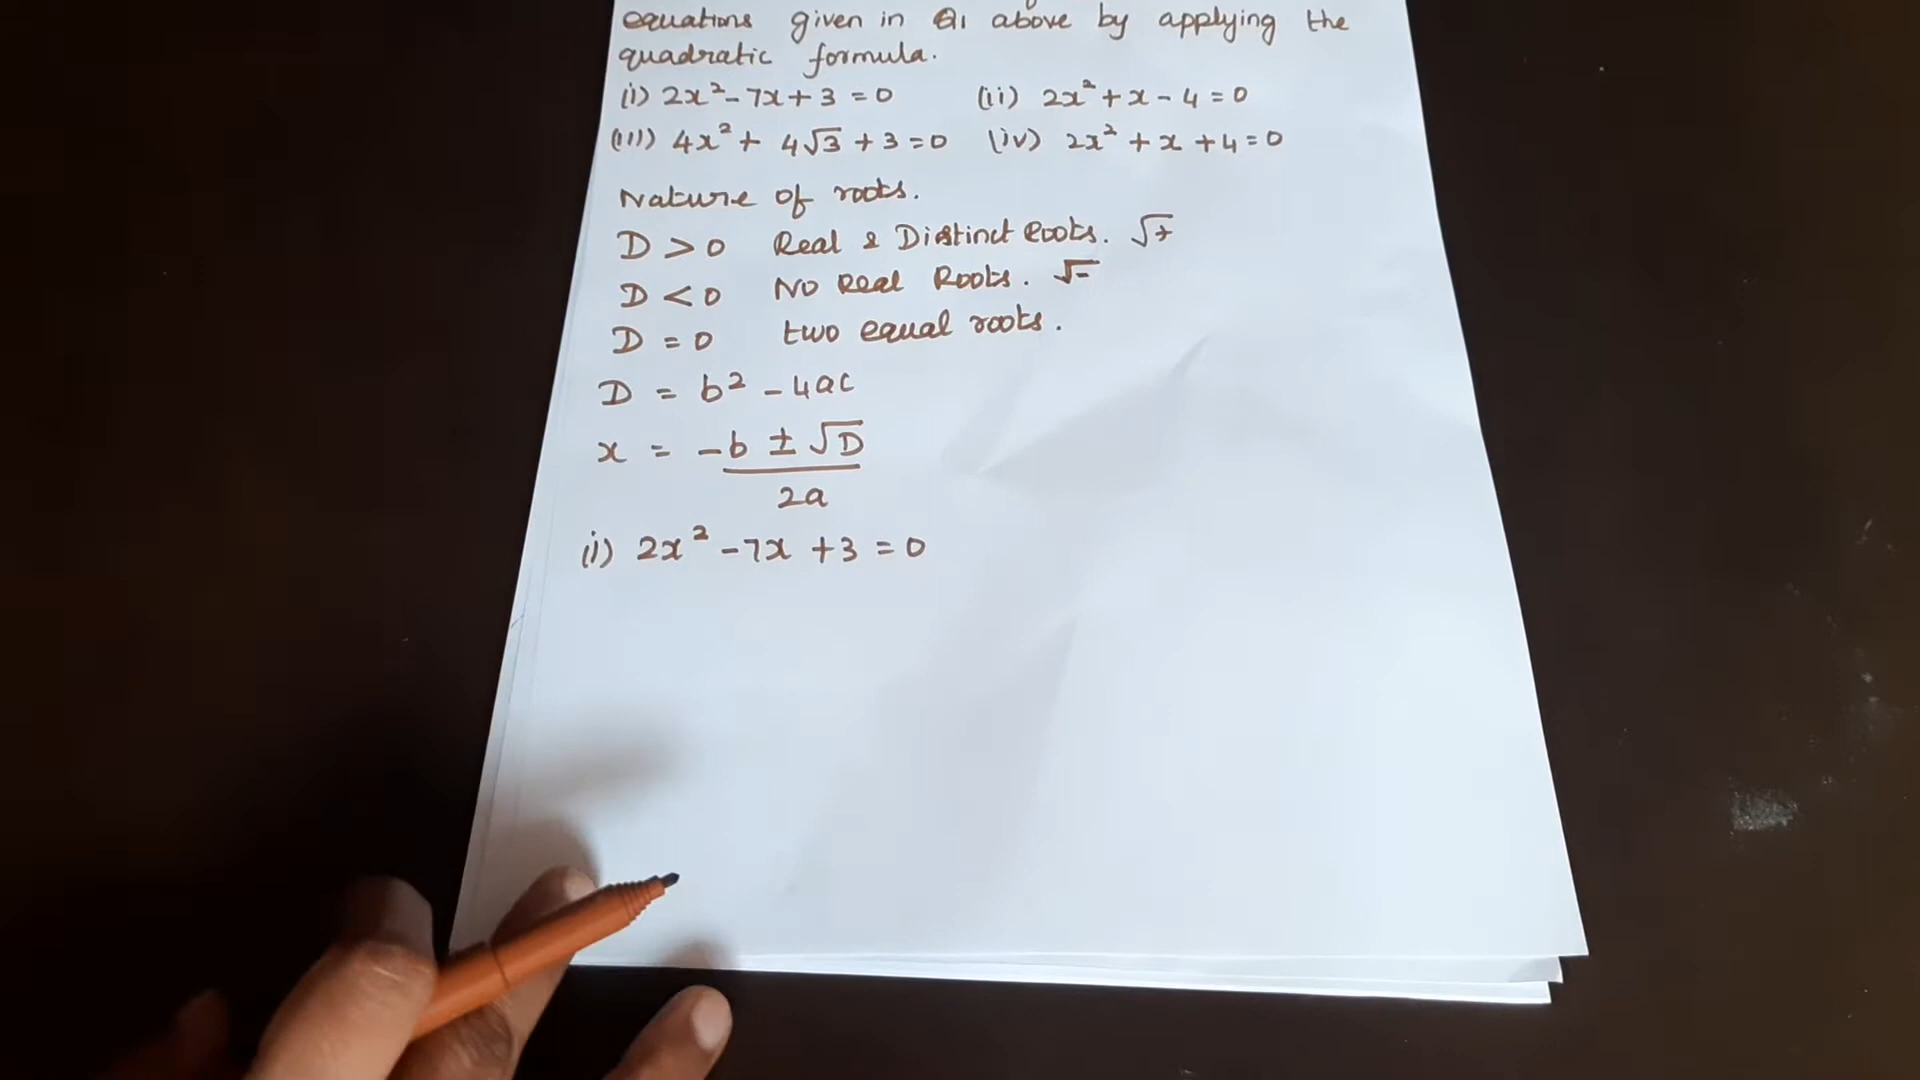 equations given in Q1 above by applying the
quadratic formula.
(i) 2x² - 7x + 3 = 0 (ii) 2x² + x - 4 = 0
(iii) 4x² + 4√3 + 3 = 0 (iv) 2x² + x + 4 = 0
Nature of roots.
D > 0 Real & Distinct Roots. √+
D < 0 No Real Roots. √-
D = 0 two equal roots.
D = b² - 4ac
x = -b ± √D
2a
(i) 2x² - 7x + 3 = 0